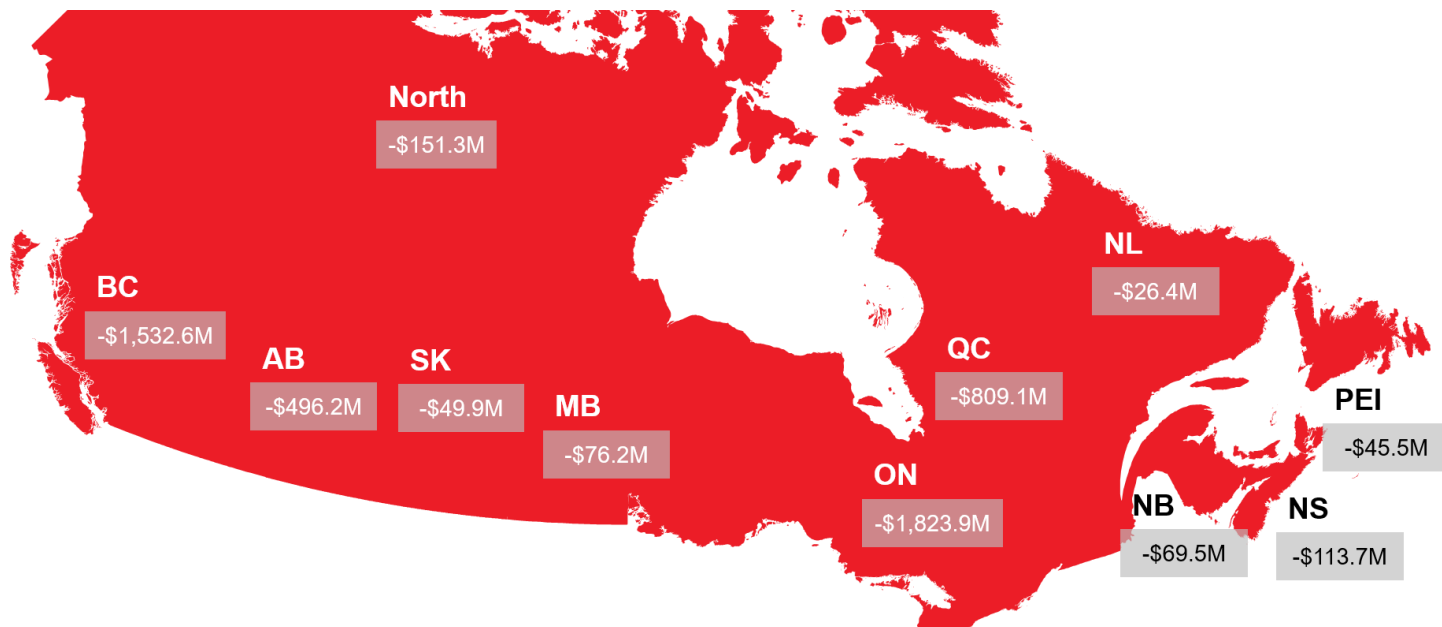 North
-$151.3M
NL
-$26.4M
BC
-$1,532.6M
AB
-$496.2M
SK
-$49.9M
QC
-$809.1M
MB
-$76.2M
PEI
-$45.5M
ON
-$1,823.9M
NB
-$69.5M
NS
-$113.7M